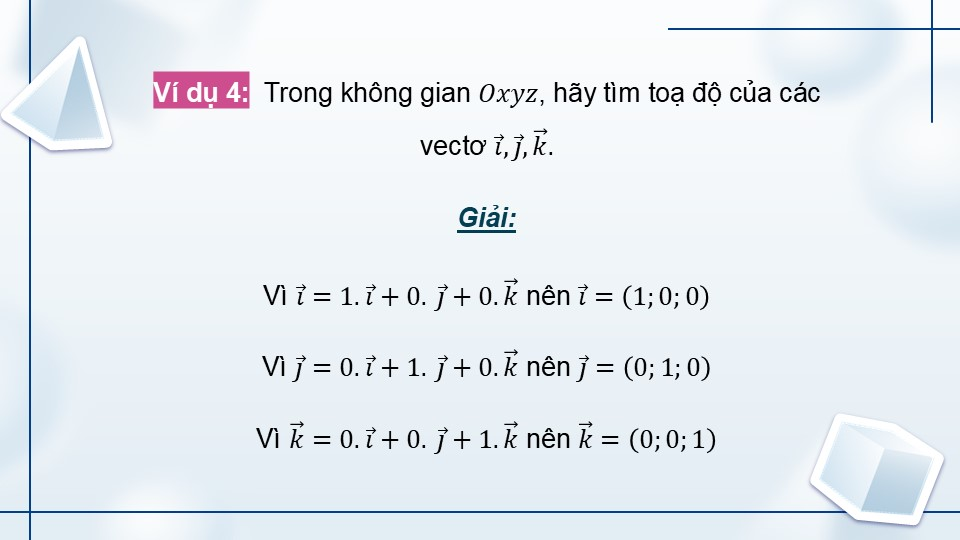 Ví dụ 4: Trong không gian 𝑂𝑥𝑦𝑧, hãy tìm toạ độ của các
vectơ 𝑖⃗, 𝑗⃗, 𝑘⃗.
Giải:
Vì 𝑖⃗ = 1. 𝑖⃗ + 0. 𝑗⃗ + 0. 𝑘⃗ nên 𝑖⃗ = (1; 0; 0)
Vì 𝑗⃗ = 0. 𝑖⃗ + 1. 𝑗⃗ + 0. 𝑘⃗ nên 𝑗⃗ = (0; 1; 0)
Vì 𝑘⃗ = 0. 𝑖⃗ + 0. 𝑗⃗ + 1. 𝑘⃗ nên 𝑘⃗ = (0; 0; 1)